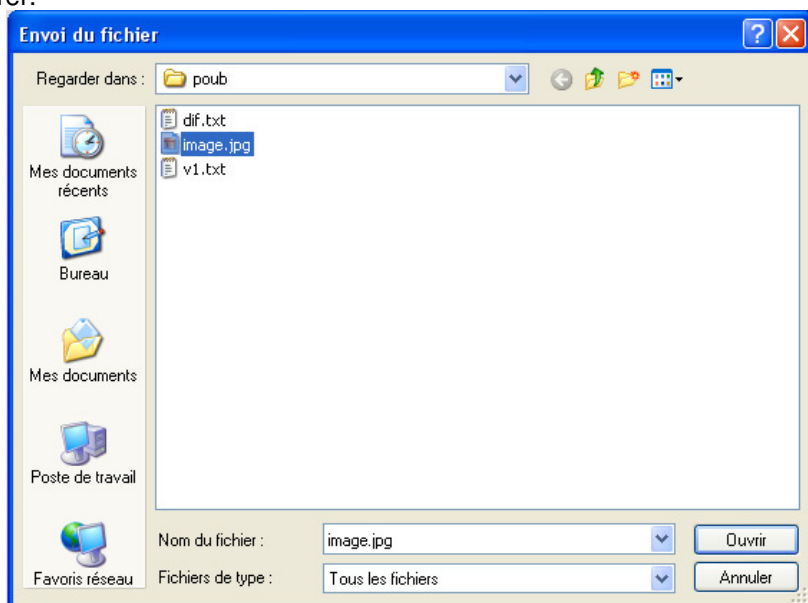 rer.
Envoi du fichier
Regarder dans :
poub
dif.txt
image.jpg
v1.txt
Mes documents
récents
Bureau
Mes documents
Poste de travail
Favoris réseau
Nom du fichier :
image.jpg
Ouvrir
Fichiers de type :
Tous les fichiers
Annuler